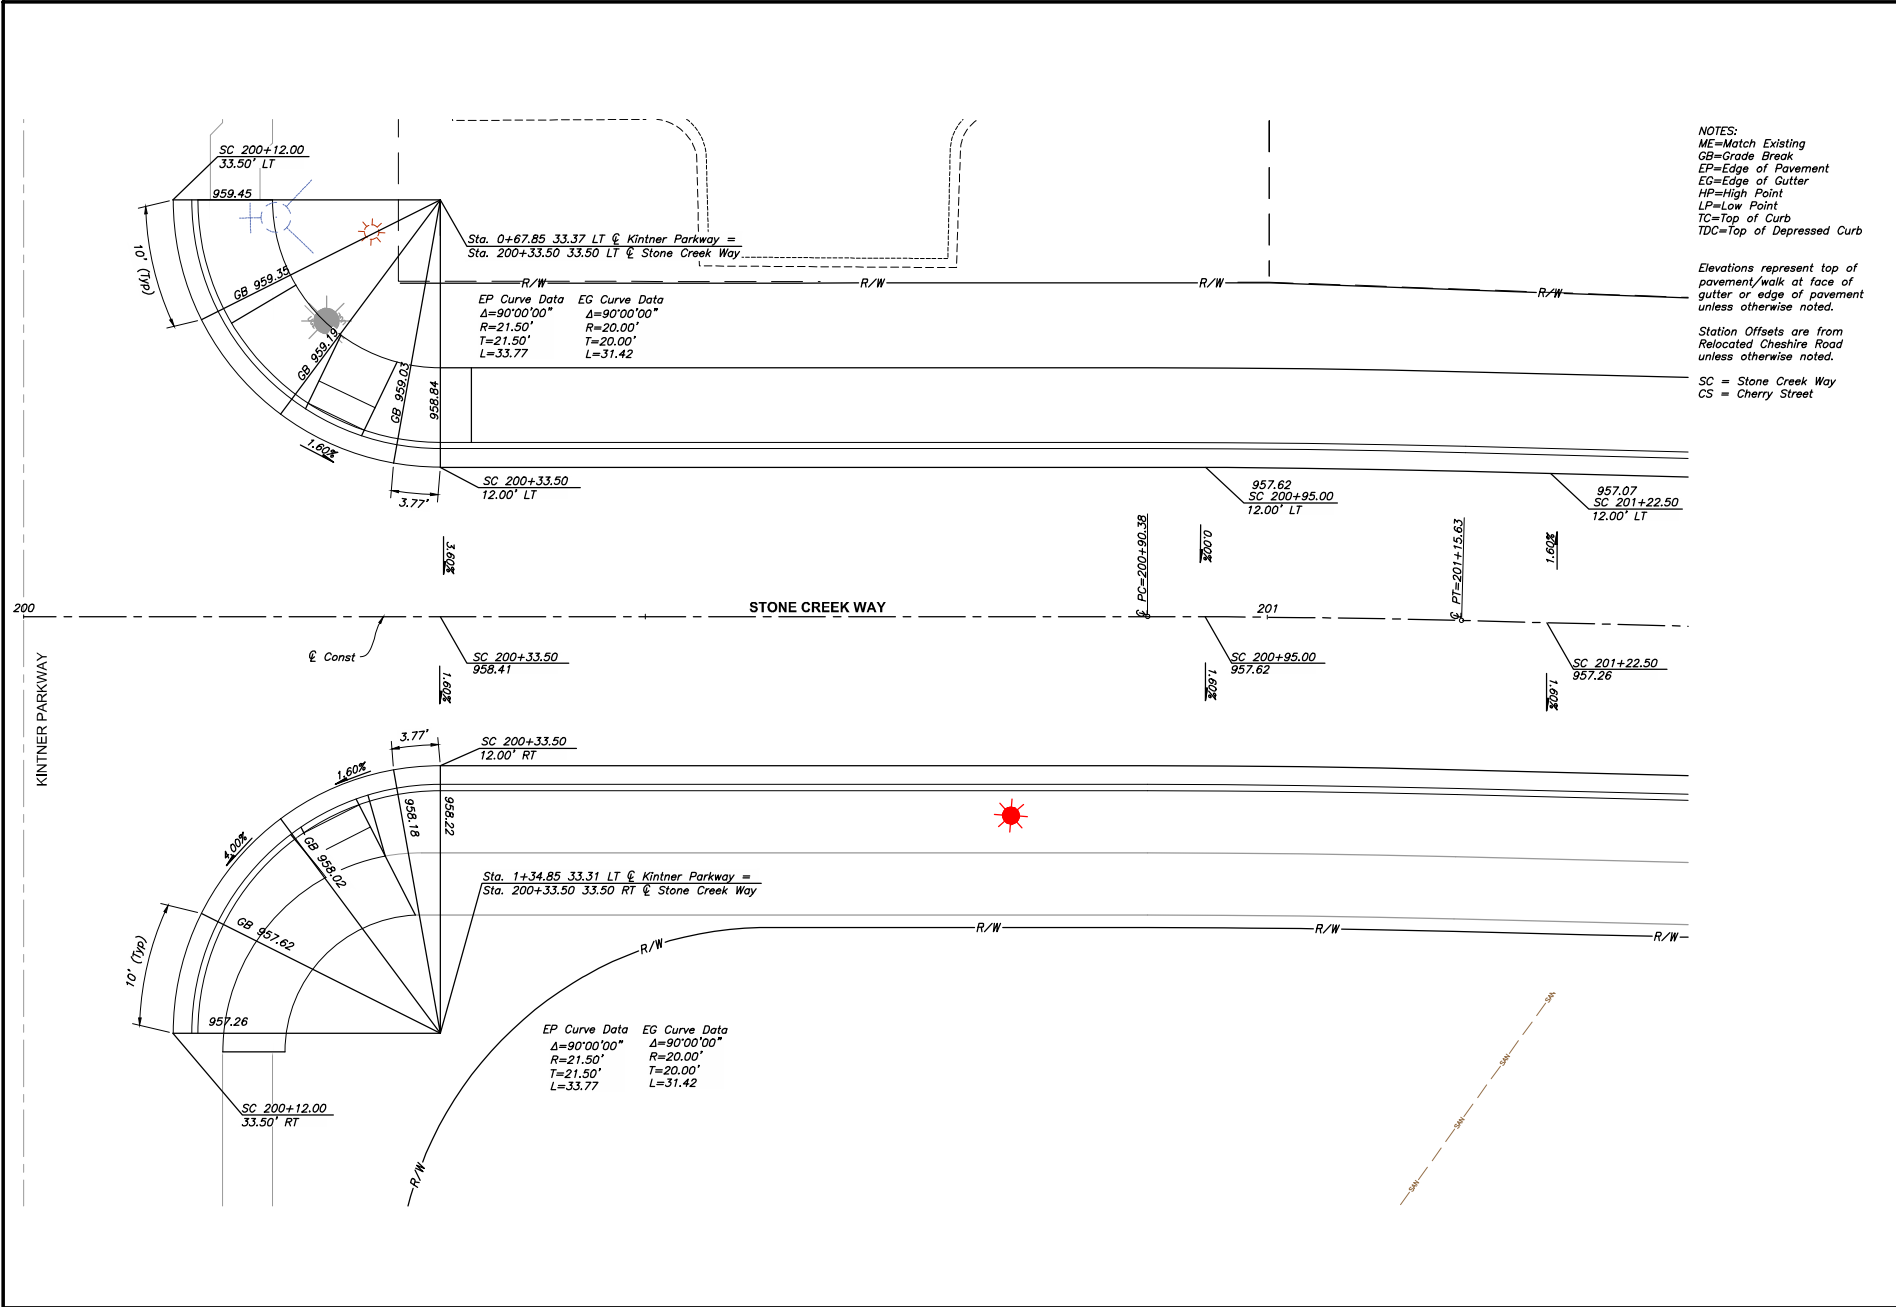 SC 200+12.00
33.50' LT
959.45
10' (Typ)
GB 959.35
GB 959.19
GB 959.03
958.84
1.60%
3.77'
Sta. 0+67.85 33.37 LT ℄ Kintner Parkway =
Sta. 200+33.50 33.50 LT ℄ Stone Creek Way
R/W
R/W
R/W
R/W
EP Curve Data
Δ=90°00'00"
R=21.50'
T=21.50'
L=33.77
EG Curve Data
Δ=90°00'00"
R=20.00'
T=20.00'
L=31.42
SC 200+33.50
12.00' LT
957.62
SC 200+95.00
12.00' LT
957.07
SC 201+22.50
12.00' LT
NOTES:
ME=Match Existing
GB=Grade Break
EP=Edge of Pavement
EG=Edge of Gutter
HP=High Point
LP=Low Point
TC=Top of Curb
TDC=Top of Depressed Curb
Elevations represent top of
pavement/walk at face of
gutter or edge of pavement
unless otherwise noted.
Station Offsets are from
Relocated Cheshire Road
unless otherwise noted.
SC = Stone Creek Way
CS = Cherry Street
3.60%
℄ PC=200+90.38
0.00%
℄ PT=201+15.63
1.60%
200
STONE CREEK WAY
201
KINTNER PARKWAY
℄ Const
SC 200+33.50
958.41
1.60%
SC 200+95.00
957.62
1.60%
SC 201+22.50
957.26
1.60%
3.77'
SC 200+33.50
12.00' RT
1.60%
4.00%
958.18
958.22
GB 958.02
GB 957.62
957.26
10' (Typ)
Sta. 1+34.85 33.31 LT ℄ Kintner Parkway =
Sta. 200+33.50 33.50 RT ℄ Stone Creek Way
R/W
R/W
R/W
R/W
R/W
EP Curve Data
Δ=90°00'00"
R=21.50'
T=21.50'
L=33.77
EG Curve Data
Δ=90°00'00"
R=20.00'
T=20.00'
L=31.42
SC 200+12.00
33.50' RT
SAN
SAN
SAN
SAN